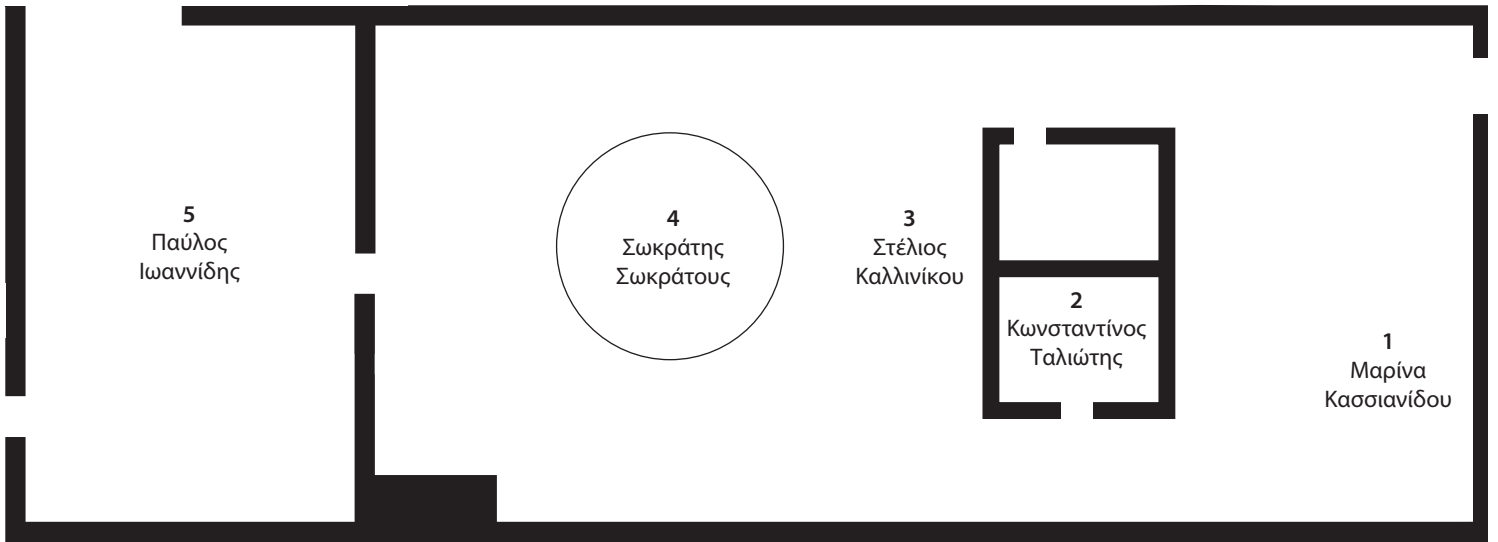 5
Παύλος
Ιωαννίδης
4
Σωκράτης
Σωκράτους
3
Στέλιος
Καλλινίκου
2
Κωνσταντίνος
Ταλιώτης
1
Μαρίνα
Κασσιανίδου